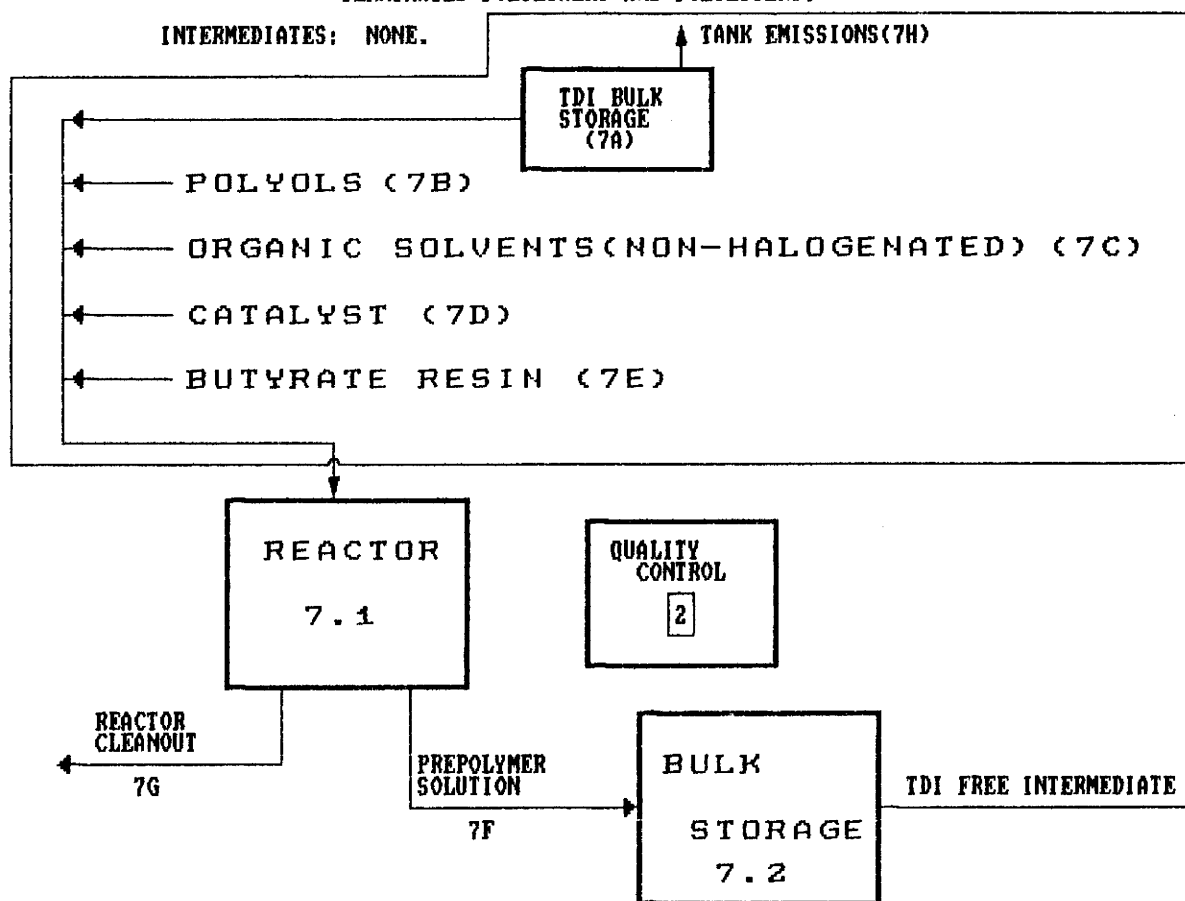 INTERMEDIATES: NONE.
TANK EMISSIONS(7H)
TDI BULK
STORAGE
(7A)
POLYOLS (7B)
ORGANIC SOLVENTS(NON-HALOGENATED) (7C)
CATALYST (7D)
BUTYRATE RESIN (7E)
REACTOR
7.1
QUALITY
CONTROL
2
REACTOR
CLEANOUT
7G
PREPOLYMER
SOLUTION
7F
BULK
STORAGE
7.2
TDI FREE INTERMEDIATE